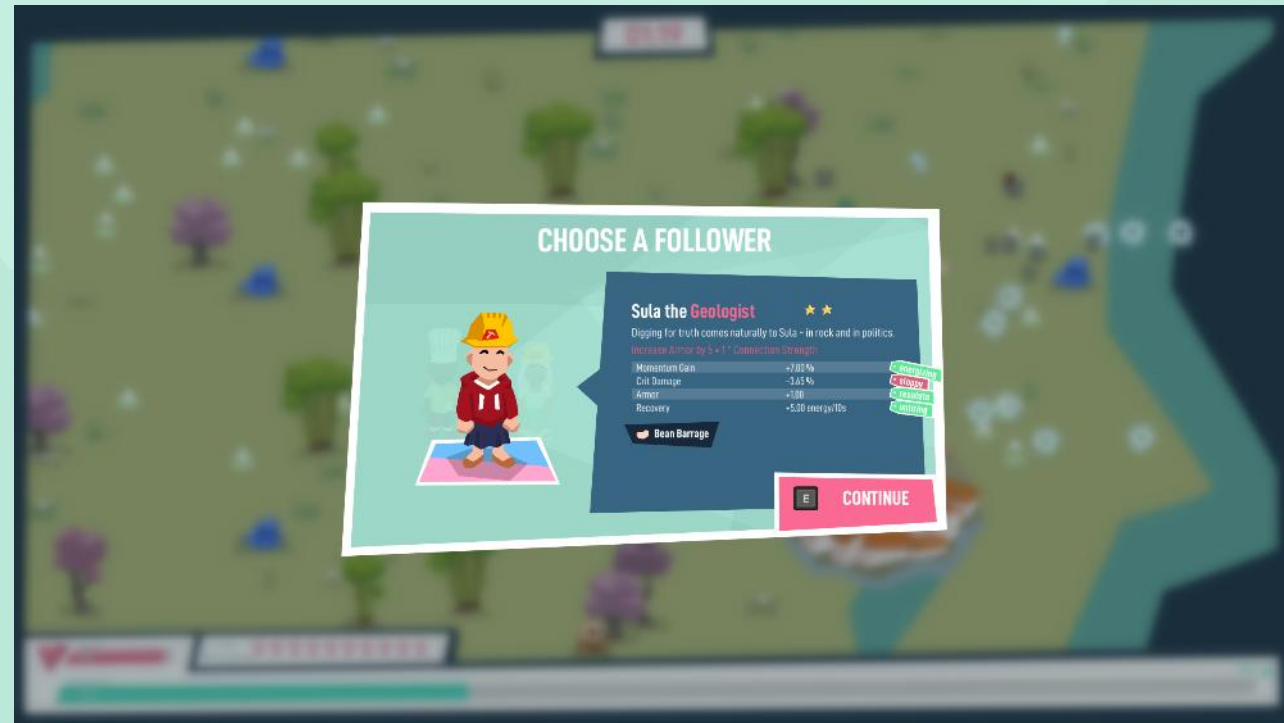 CHOOSE A FOLLOWER
Sula the Geologist
Digging for truth comes naturally to Sula - in rock and in politics.
Increase Armor by 5 + 1 * Connection Strength
Momentum Gain +7.00 % energizing
Crit Damage -3.65 % sloppy
Armor +1.00 resolute
Recovery +5.00 energy/10s untiring
Bean Barrage
E CONTINUE